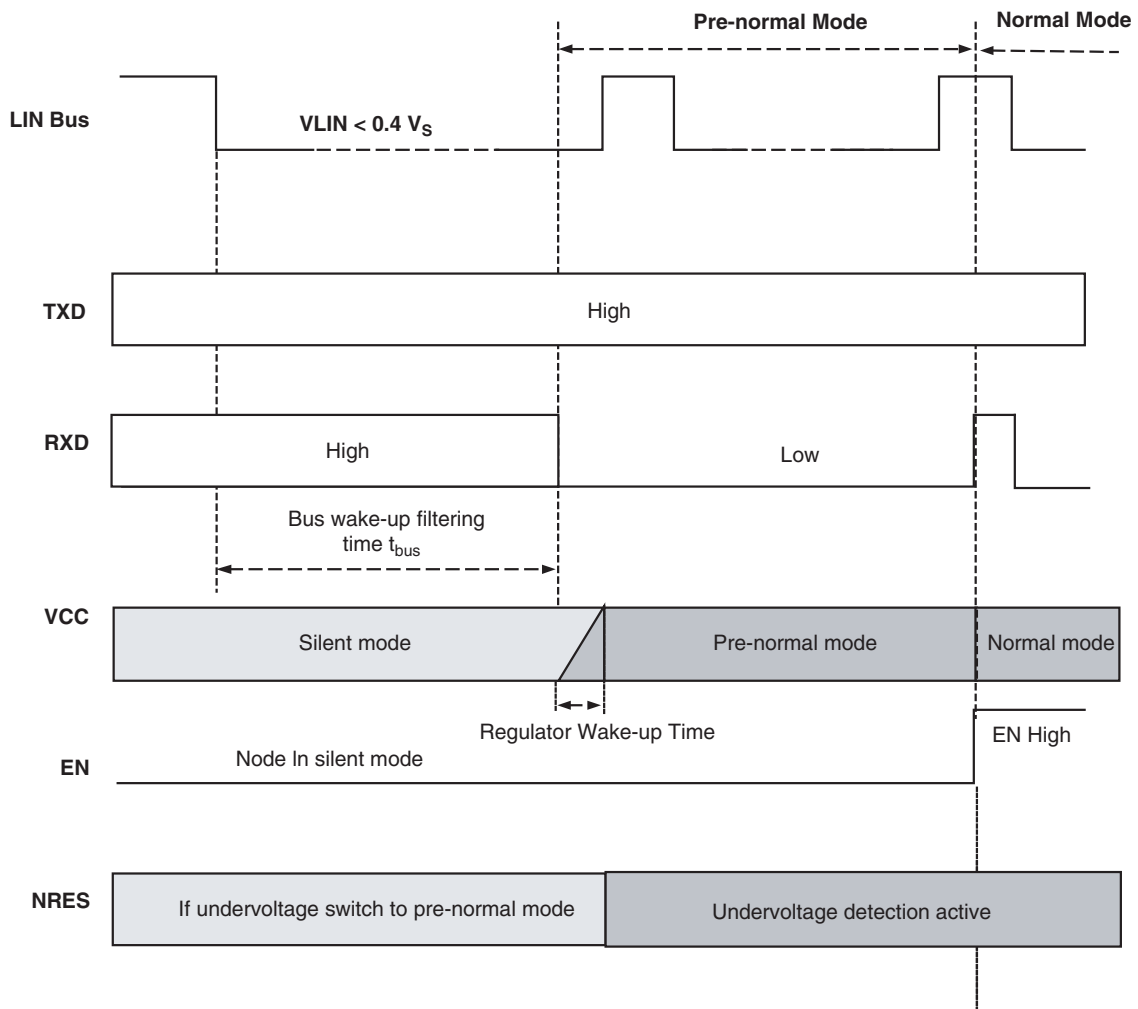 Pre-normal Mode
Normal Mode
LIN Bus
VLIN < 0.4 VS
TXD
High
RXD
High
Low
Bus wake-up filtering
time tbus
VCC
Silent mode
Pre-normal mode
Normal mode
Regulator Wake-up Time
EN High
Node In silent mode
EN
NRES
If undervoltage switch to pre-normal mode
Undervoltage detection active